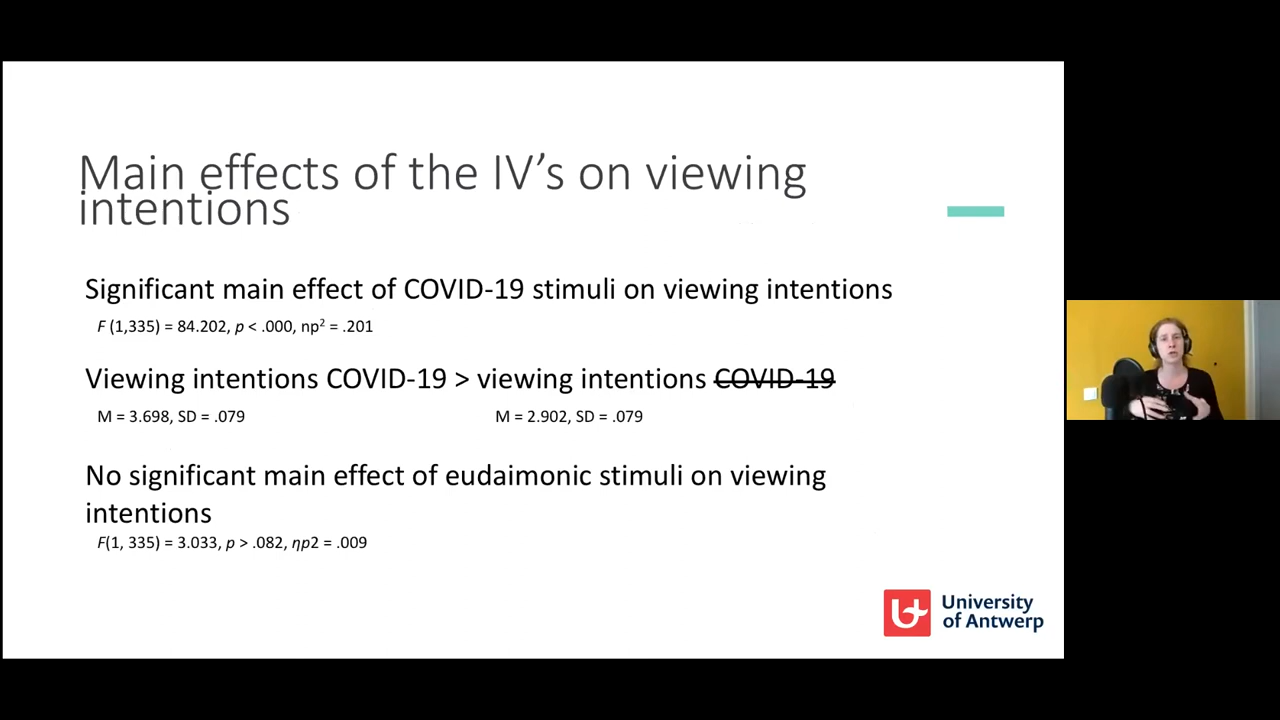 Main effects of the IV’s on viewing
intentions
Significant main effect of COVID-19 stimuli on viewing intentions
F (1,335) = 84.202, p < .000, np² = .201
Viewing intentions COVID-19 > viewing intentions COVID-19
M = 3.698, SD = .079 M = 2.902, SD = .079
No significant main effect of eudaimonic stimuli on viewing
intentions
F(1, 335) = 3.033, p > .082, ηp2 = .009
University
of Antwerp